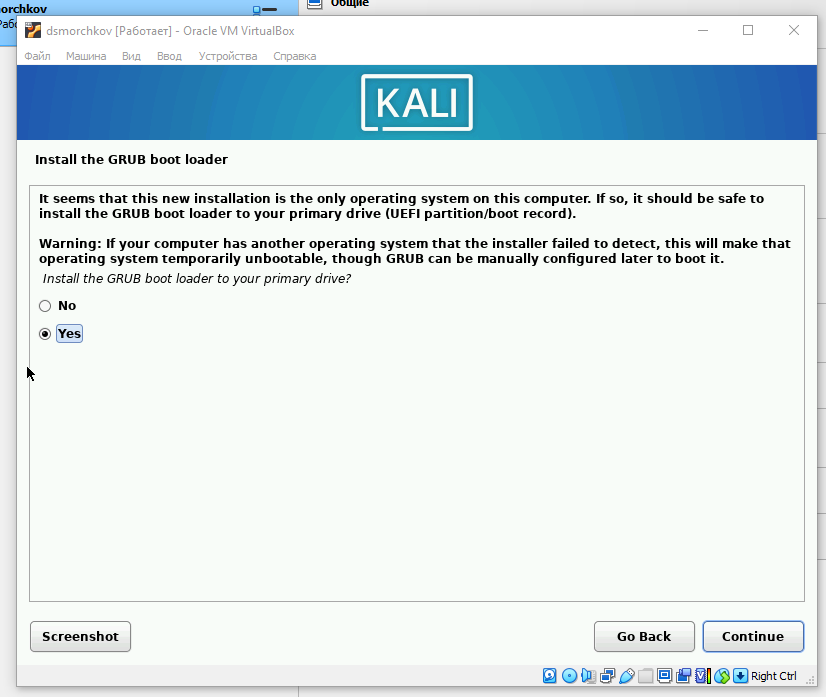 orchkov
Общие
dsmorchkov [Работает] - Oracle VM VirtualBox
Файл Машина Вид Ввод Устройства Справка
KALI
Install the GRUB boot loader
It seems that this new installation is the only operating system on this computer. If so, it should be safe to
install the GRUB boot loader to your primary drive (UEFI partition/boot record).
Warning: If your computer has another operating system that the installer failed to detect, this will make that
operating system temporarily unbootable, though GRUB can be manually configured later to boot it.
Install the GRUB boot loader to your primary drive?
No
Yes
Screenshot
Go Back
Continue
Right Ctrl